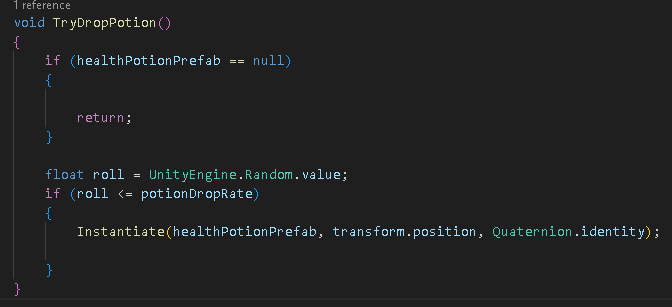 1 reference
void TryDropPotion()
{
    if (healthPotionPrefab == null)
    {

        return;
    }

    float roll = UnityEngine.Random.value;
    if (roll <= potionDropRate)
    {
        Instantiate(healthPotionPrefab, transform.position, Quaternion.identity);

    }
}